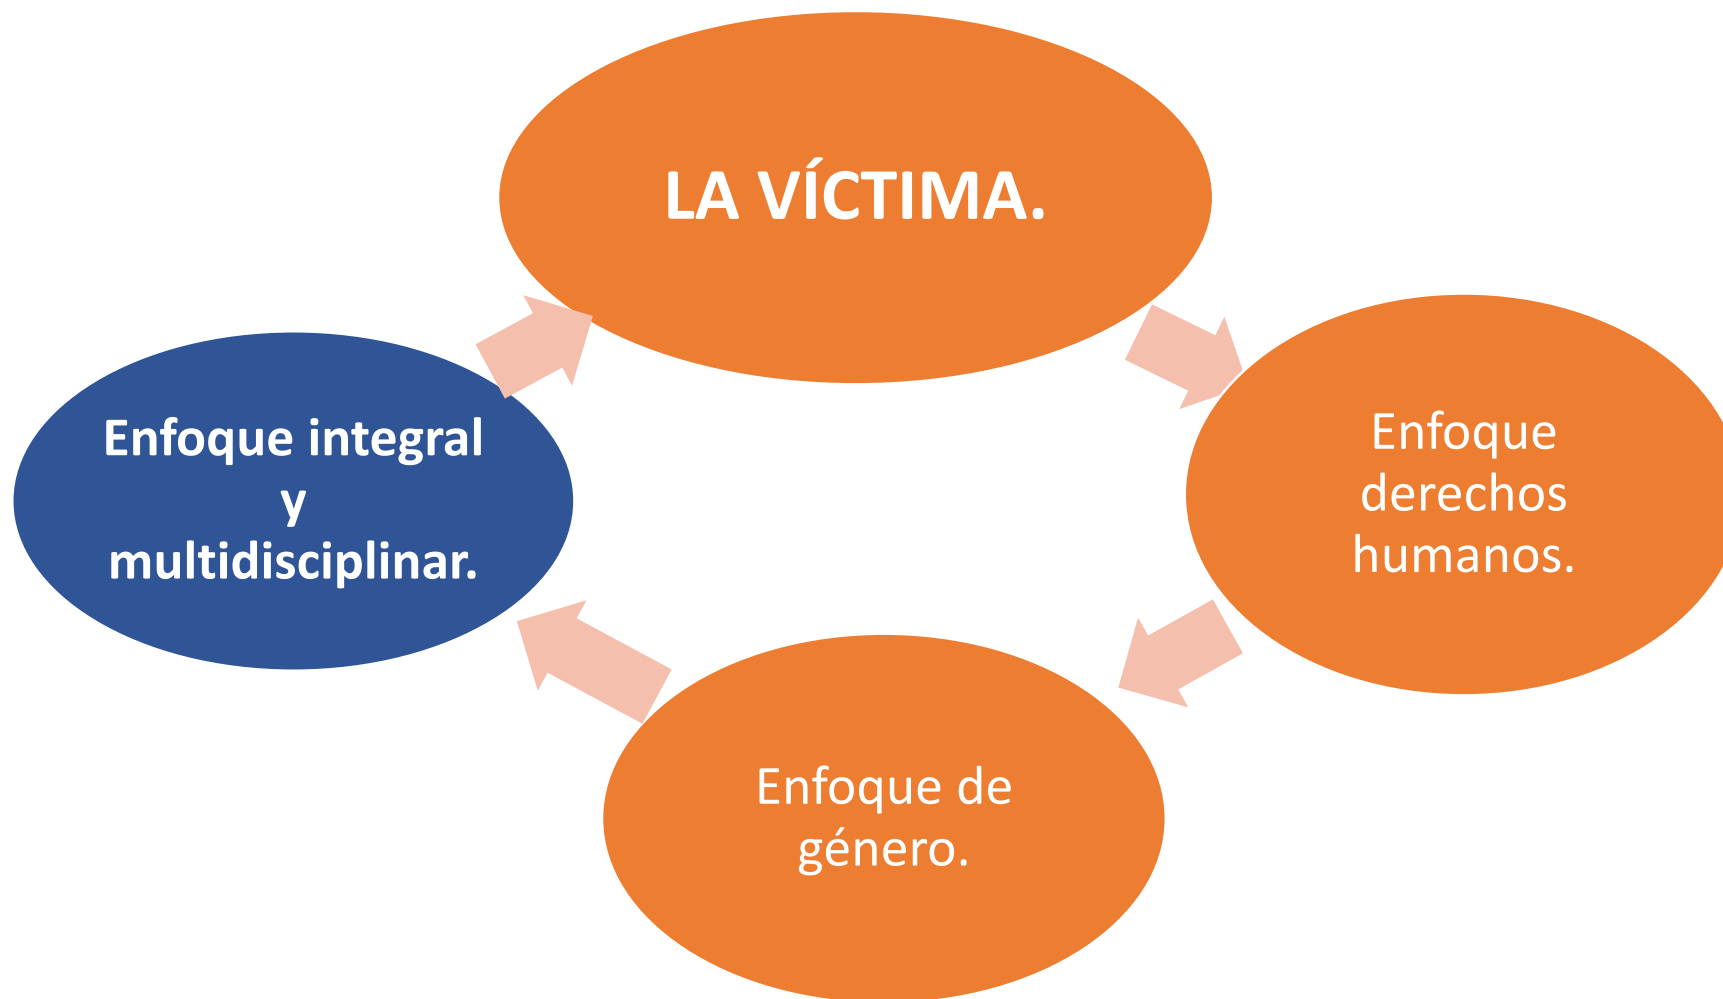 LA VÍCTIMA.
Enfoque
derechos
humanos.
Enfoque de
género.
Enfoque integral
y
multidisciplinar.